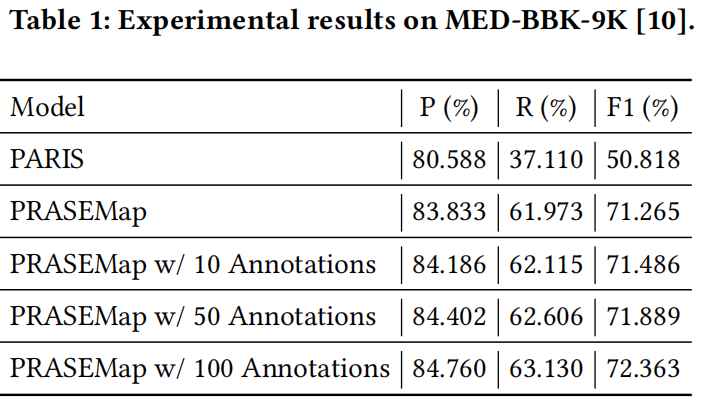 Table 1: Experimental results on MED-BBK-9K [10].
Model P (%) R (%) F1 (%)
PARIS 80.588 37.110 50.818
PRASEMap 83.833 61.973 71.265
PRASEMap w/ 10 Annotations 84.186 62.115 71.486
PRASEMap w/ 50 Annotations 84.402 62.606 71.889
PRASEMap w/ 100 Annotations 84.760 63.130 72.363